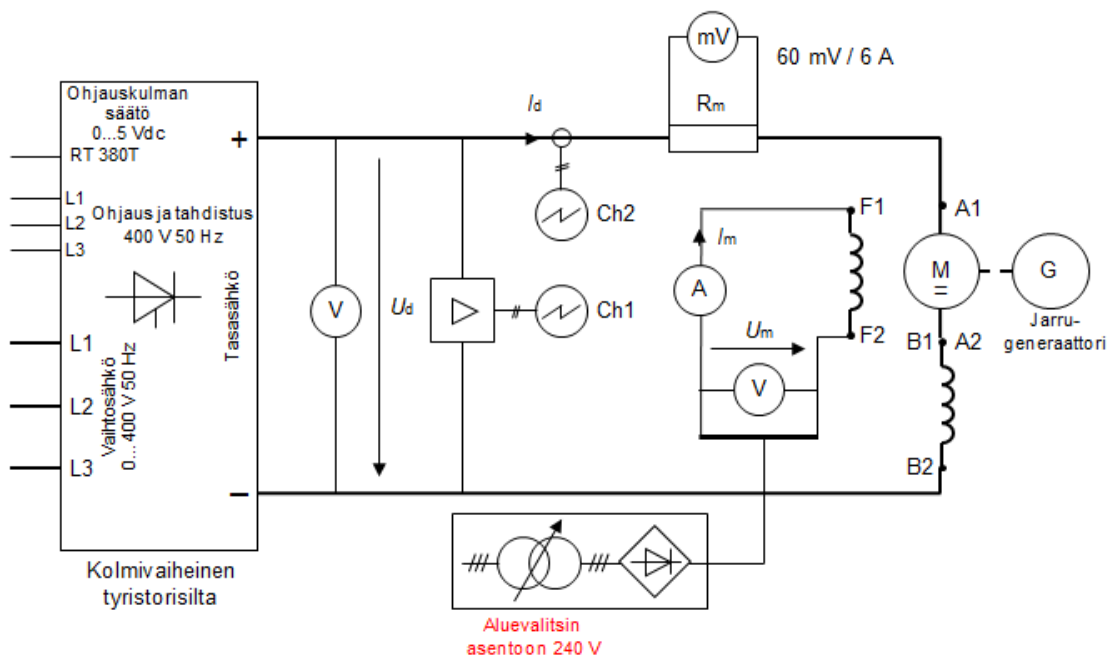 mV
60 mV / 6 A
Rm
Ohjauskulman
säätö
0...5 Vdc
RT 380T
+
Id
L1
L2
L3
Ohjaus ja tahdistus
400 V 50 Hz
Ch2
F1
A1
Im
M
=
G
Jarru-
generaattori
A
V
Ud
Ch1
Tasasähkö
F2
B1
A2
Um
V
L1
L2
L3
Vaihtosähkö
0... 400 V 50 Hz
B2
−
Kolmivaiheinen
tyristorisilta
Aluevalitsin
asentoon 240 V